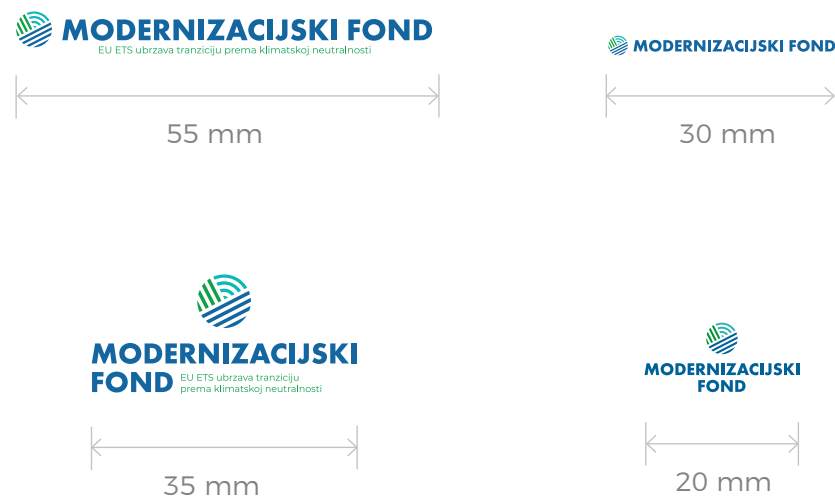 MODERNIZACIJSKI FOND
EU ETS ubrzava tranziciju prema klimatskoj neutralnosti
55 mm
MODERNIZACIJSKI FOND
30 mm
MODERNIZACIJSKI
FOND
EU ETS ubrzava tranziciju
prema klimatskoj neutralnosti
35 mm
MODERNIZACIJSKI
FOND
20 mm